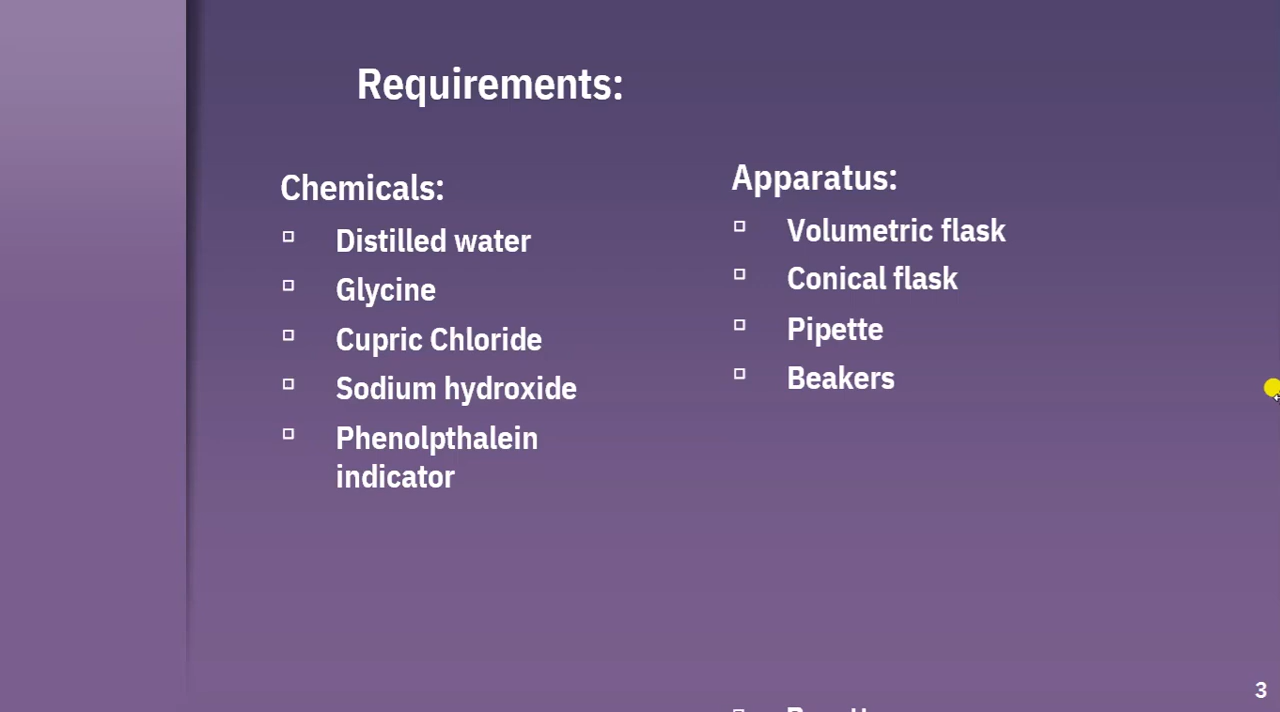 Requirements:
Chemicals:
Distilled water
Glycine
Cupric Chloride
Sodium hydroxide
Phenolpthalein
indicator
Apparatus:
Volumetric flask
Conical flask
Pipette
Beakers
3